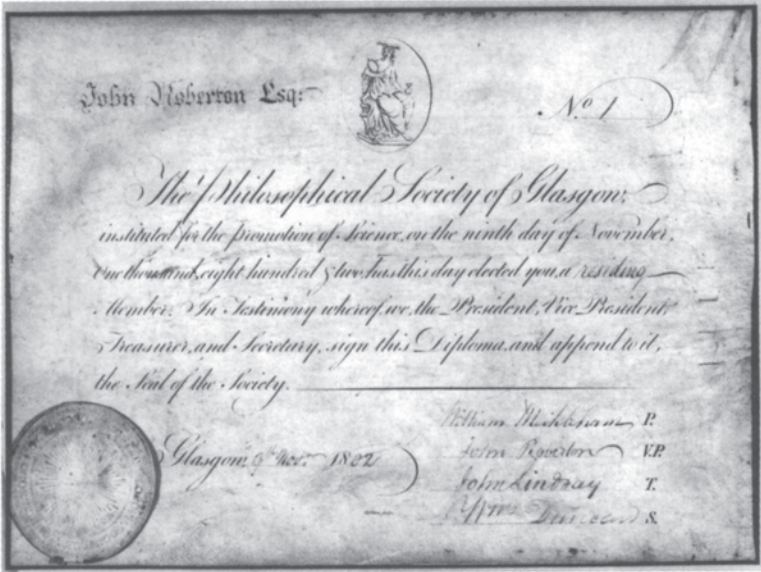 John Roberton Esq:
No 1
The Philosophical Society of Glasgow,
instituted for the promotion of Science, on the ninth day of November,
One thousand, eight hundred & two, has this day elected you, a residing
Member. In Testimony whereof, we, the President, Vice President,
Treasurer, and Secretary, sign this Diploma, and append to it,
the Seal of the Society.
William P.
John Roberton V.P.
Glasgow, 9th Novr 1802
John Lindsay T.
Wm Duncan S.